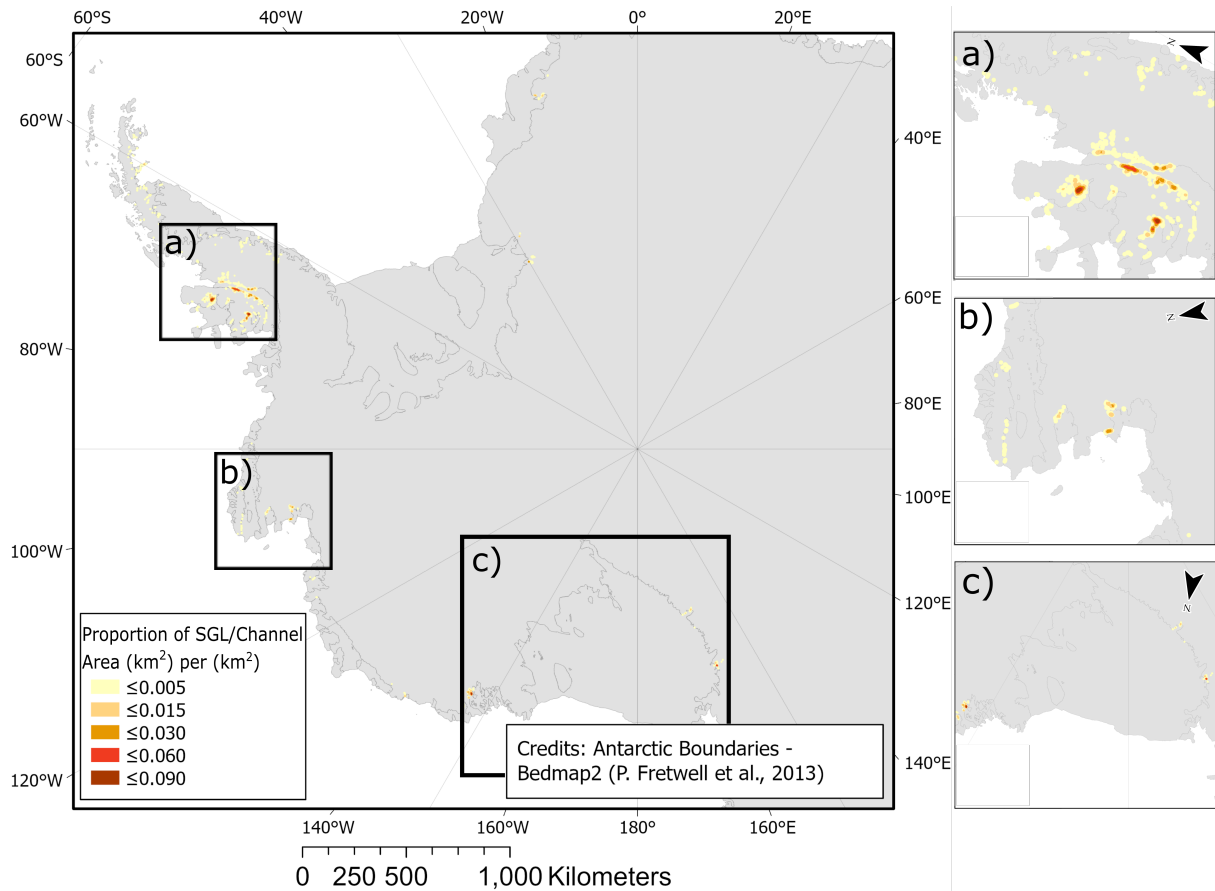 60°S
40°W
20°W
0°
20°E
60°S
60°W
80°W
100°W
120°W
40°E
60°E
80°E
100°E
120°E
140°E
140°W
160°W
180°
160°E
a)
b)
c)
Proportion of SGL/Channel
Area (km²) per (km²)
≤0.005
≤0.015
≤0.030
≤0.060
≤0.090
Credits: Antarctic Boundaries -
Bedmap2 (P. Fretwell et al., 2013)
0 250 500 1,000 Kilometers
a)
N
b)
N
c)
N